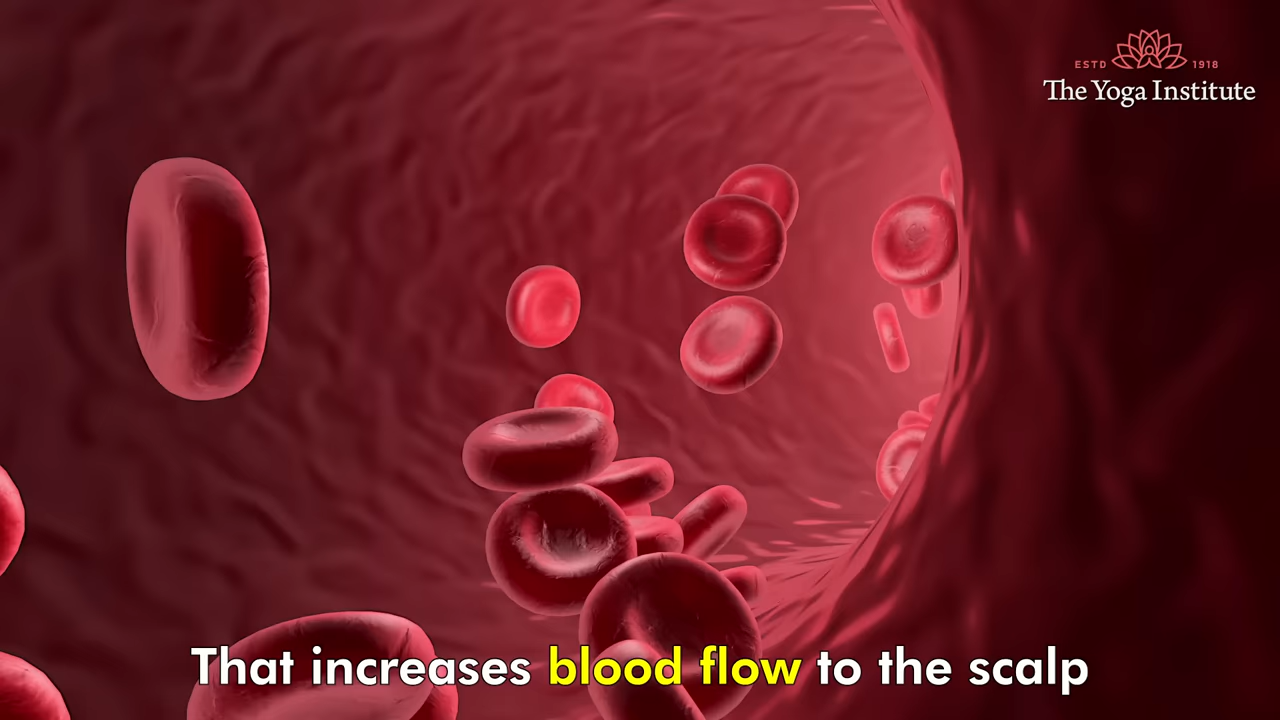 ESTD 1918
The Yoga Institute
That increases blood flow to the scalp